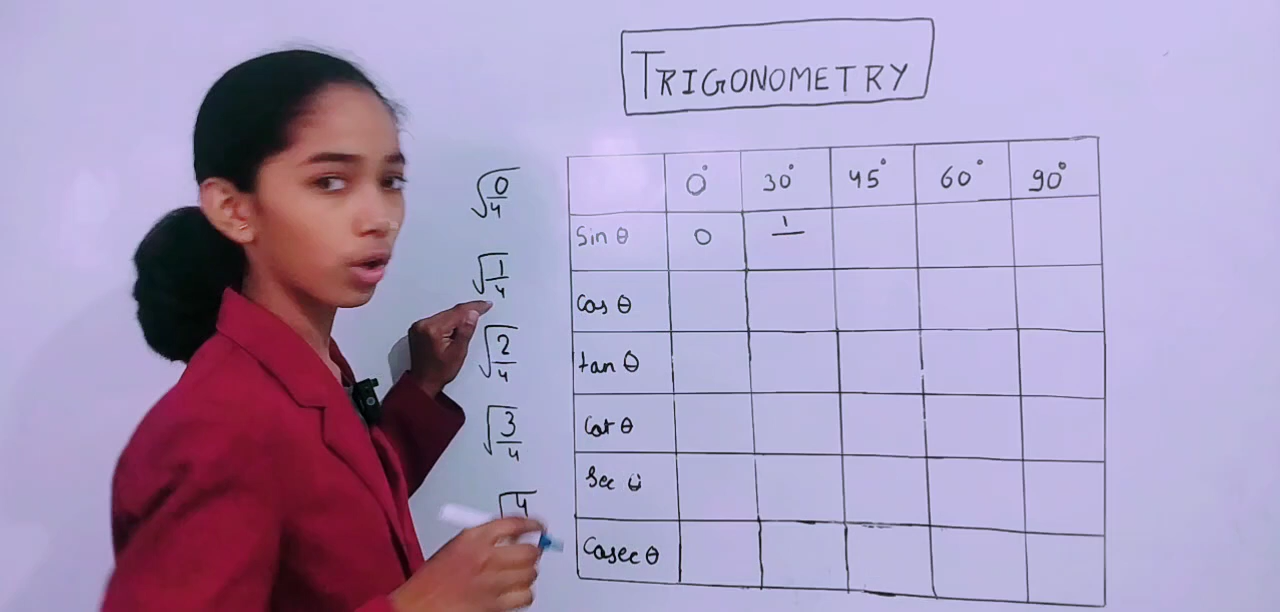 TRIGONOMETRY
√0/4
√1/4
√2/4
√3/4
√4
0° 30° 45° 60° 90°
Sin θ 0 1/
Cos θ
tan θ
Cot θ
Sec θ
Cosec θ